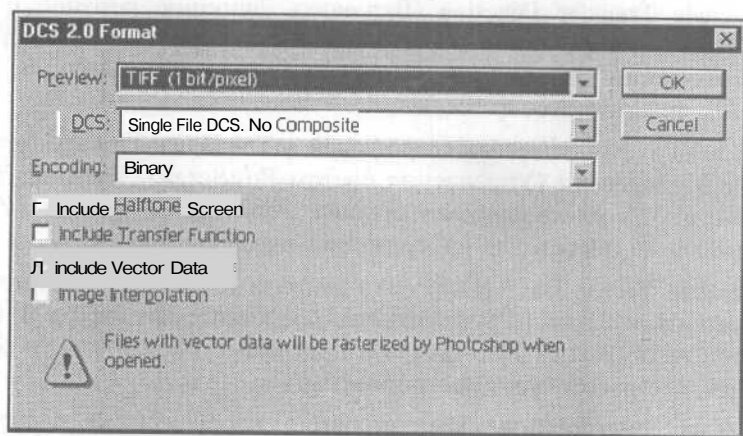 DCS 2.0 Format
Preview: TIFF (1 bit/pixel)
OK
DCS: Single File DCS. No Composite
Cancel
Encoding: Binary
Г Include Halftone Screen
Include Transfer Function
Л include Vector Data
Image Interpolation
Files with vector data will be rasterized by Photoshop when
opened.